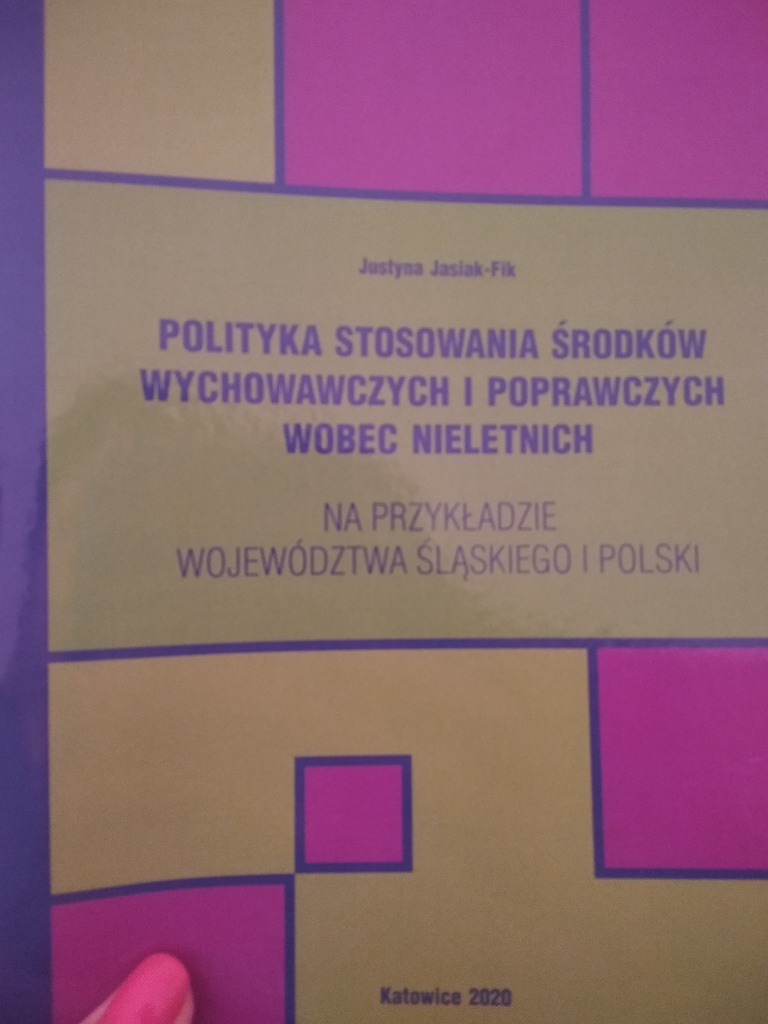 Justyna Jasiak-Fik
POLITYKA STOSOWANIA ŚRODKÓW
WYCHOWAWCZYCH I POPRAWCZYCH
WOBEC NIELETNICH
NA PRZYKŁADZIE
WOJEWÓDZTWA ŚLĄSKIEGO I POLSKI
Katowice 2020